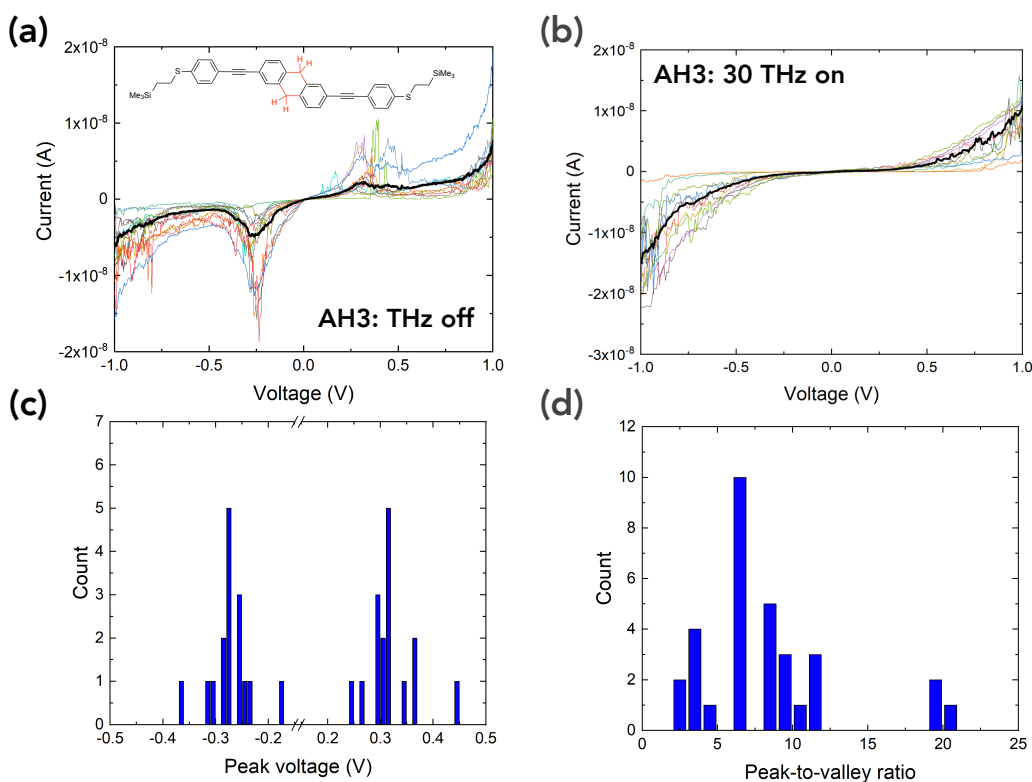 (a)
2x10⁻⁸
1x10⁻⁸
0
-1x10⁻⁸
-2x10⁻⁸
Current (A)
H H
S
Me₃Si
H H
S
SiMe₃
AH3: THz off
-1.0 -0.5 0.0 0.5 1.0
Voltage (V)
(b)
2x10⁻⁸
1x10⁻⁸
0
-1x10⁻⁸
-2x10⁻⁸
-3x10⁻⁸
Current (A)
AH3: 30 THz on
-1.0 -0.5 0.0 0.5 1.0
Voltage (V)
(c)
7
6
5
4
3
2
1
0
Count
-0.5 -0.4 -0.3 -0.2 0.2 0.3 0.4 0.5
Peak voltage (V)
(d)
12
10
8
6
4
2
0
Count
0 5 10 15 20 25
Peak-to-valley ratio